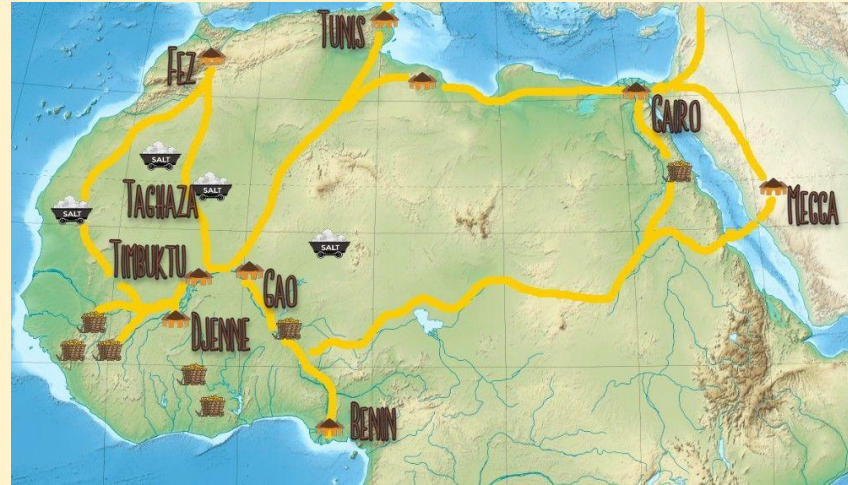 TUNIS
FEZ
CAIRO
SALT
TAGHAZA
SALT
MECCA
SALT
SALT
TIMBUKTU
GAO
DJENNE
BENIN